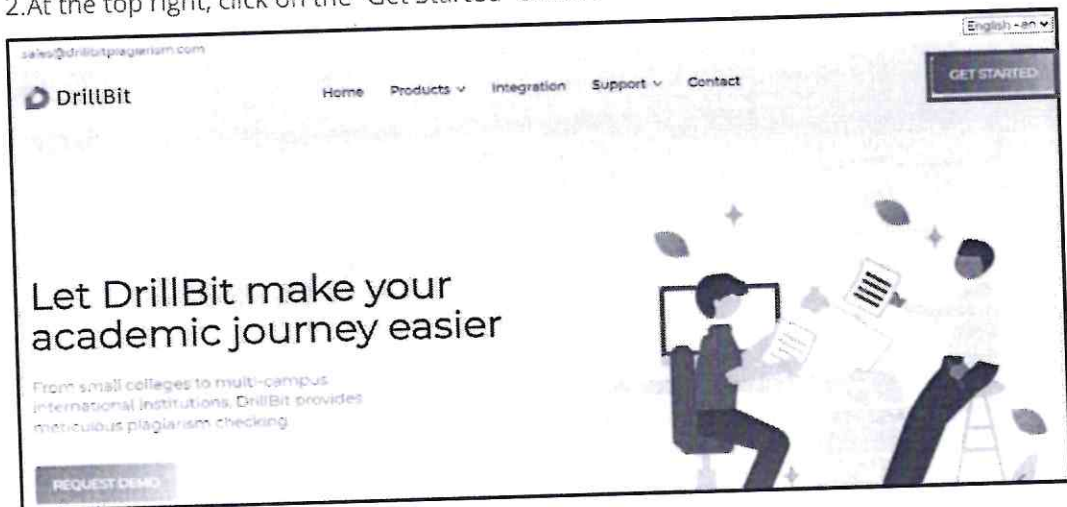 2.At the top right, click on the "Get Started"
sales@drillbitplagiarism.com
English - en
DrillBit
Home Products Integration Support Contact
GET STARTED
Let DrillBit make your
academic journey easier
From small colleges to multi-campus
international institutions, DrillBit provides
meticulous plagiarism checking
REQUEST DEMO